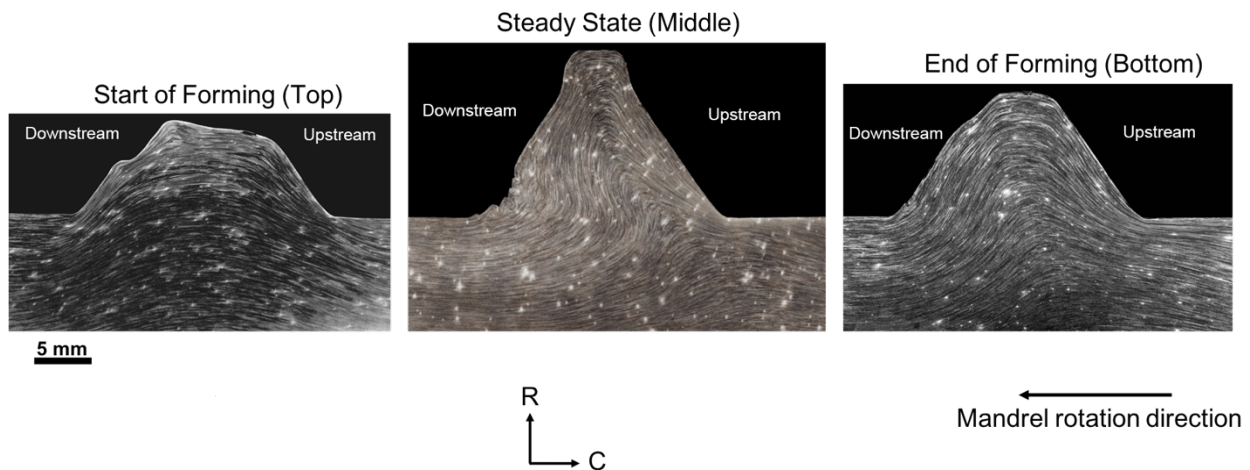 Steady State (Middle)
Start of Forming (Top)
End of Forming (Bottom)
Downstream
Upstream
Downstream
Upstream
Downstream
Upstream
5 mm
R
C
Mandrel rotation direction